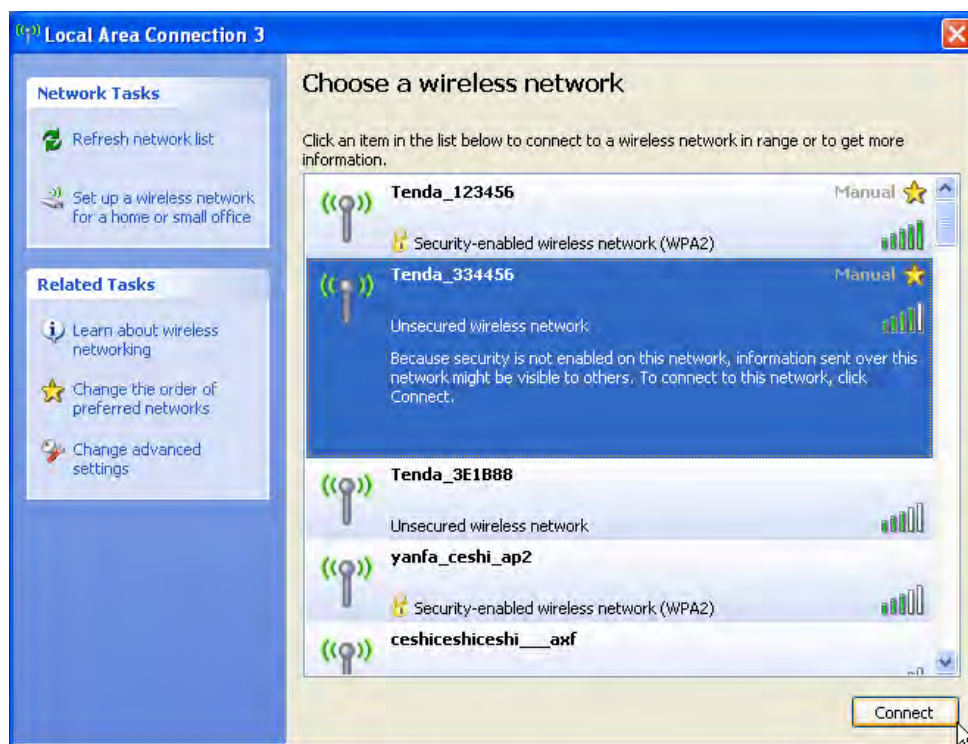 Local Area Connection 3
Network Tasks
Refresh network list
Set up a wireless network
for a home or small office
Related Tasks
Learn about wireless
networking
Change the order of
preferred networks
Change advanced
settings
Choose a wireless network
Click an item in the list below to connect to a wireless network in range or to get more
information.
Tenda_123456 Manual
Security-enabled wireless network (WPA2)
Tenda_334456 Manual
Unsecured wireless network
Because security is not enabled on this network, information sent over this
network might be visible to others. To connect to this network, click
Connect.
Tenda_3E1B88
Unsecured wireless network
yanfa_ceshi_ap2
Security-enabled wireless network (WPA2)
ceshiceshiceshi___axf
Connect